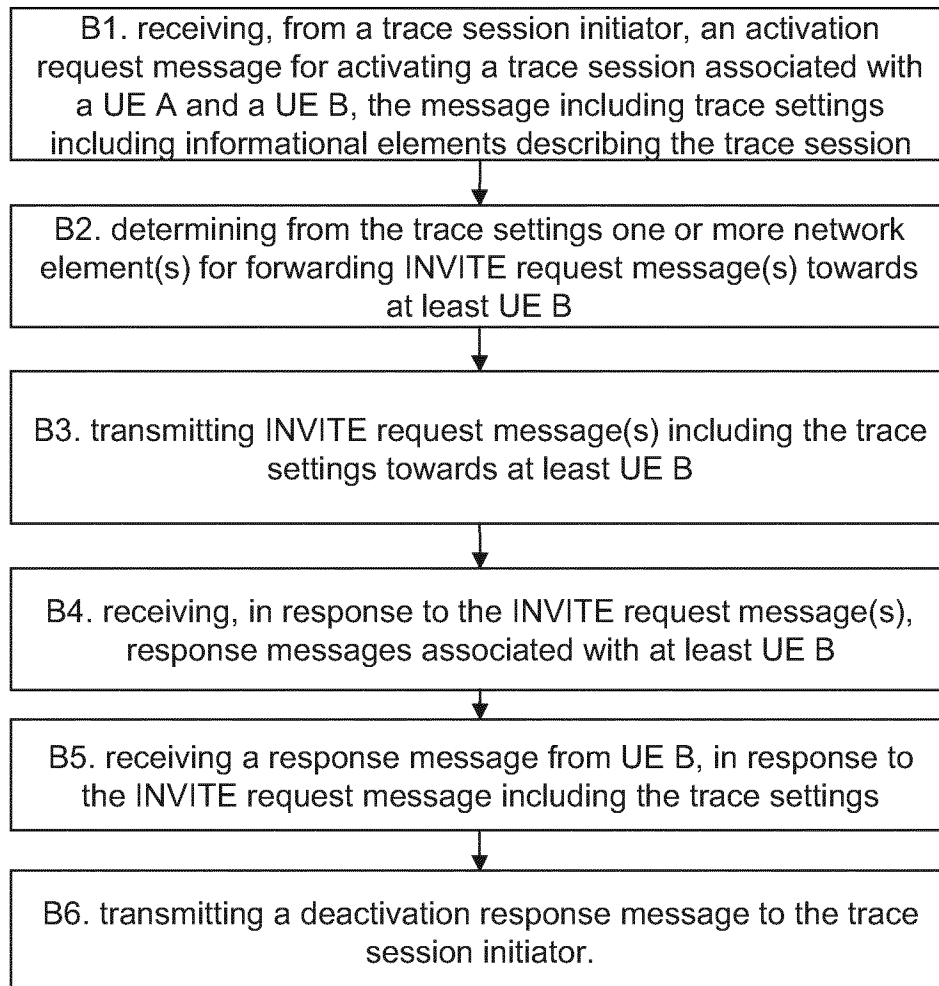 B1. receiving, from a trace session initiator, an activation
request message for activating a trace session associated with
a UE A and a UE B, the message including trace settings
including informational elements describing the trace session
B2. determining from the trace settings one or more network
element(s) for forwarding INVITE request message(s) towards
at least UE B
B3. transmitting INVITE request message(s) including the trace
settings towards at least UE B
B4. receiving, in response to the INVITE request message(s),
response messages associated with at least UE B
B5. receiving a response message from UE B, in response to
the INVITE request message including the trace settings
B6. transmitting a deactivation response message to the trace
session initiator.